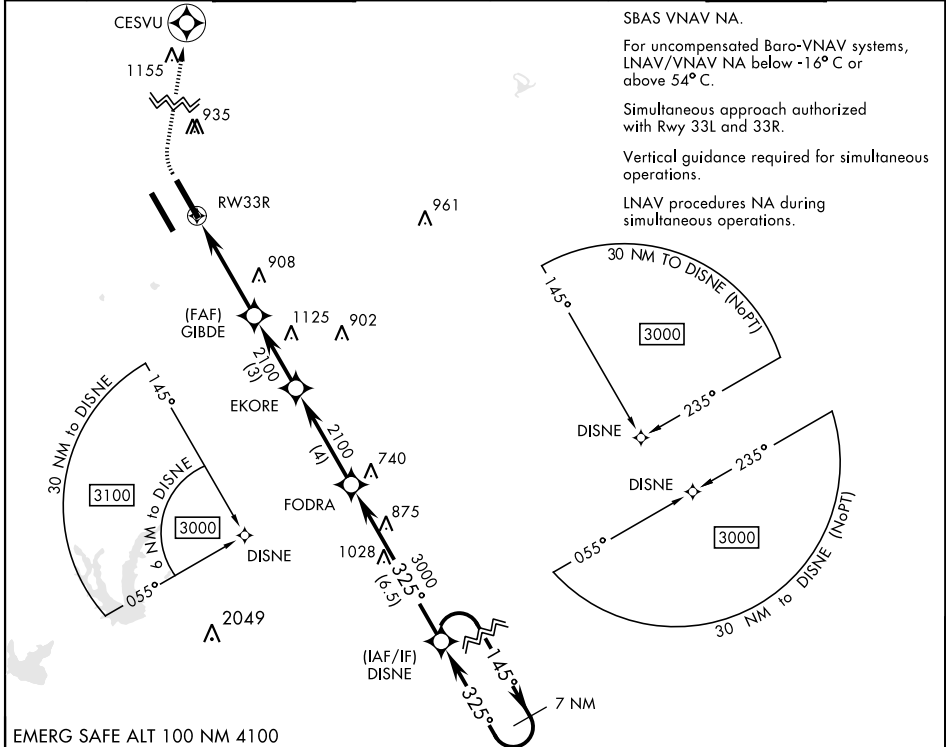 CESVU
1155
935
RW33R
961
908
(FAF)
GIBDE
1125
902
2100
(3)
EKORE
2100
(4)
740
FODRA
875
1028
3000
325°
(6.5)
(IAF/IF)
DISNE
145°
325°
7 NM
SBAS VNAV NA.
For uncompensated Baro-VNAV systems,
LNAV/VNAV NA below -16°C or
above 54°C.
Simultaneous approach authorized
with Rwy 33L and 33R.
Vertical guidance required for simultaneous
operations.
LNAV procedures NA during
simultaneous operations.
30 NM TO DISNE (NoPT)
145°
3000
235°
DISNE
DISNE
235°
055°
3000
30 NM to DISNE (NoPT)
30 NM to DISNE
145°
3100
6 NM to DISNE
3000
DISNE
055°
2049
EMERG SAFE ALT 100 NM 4100